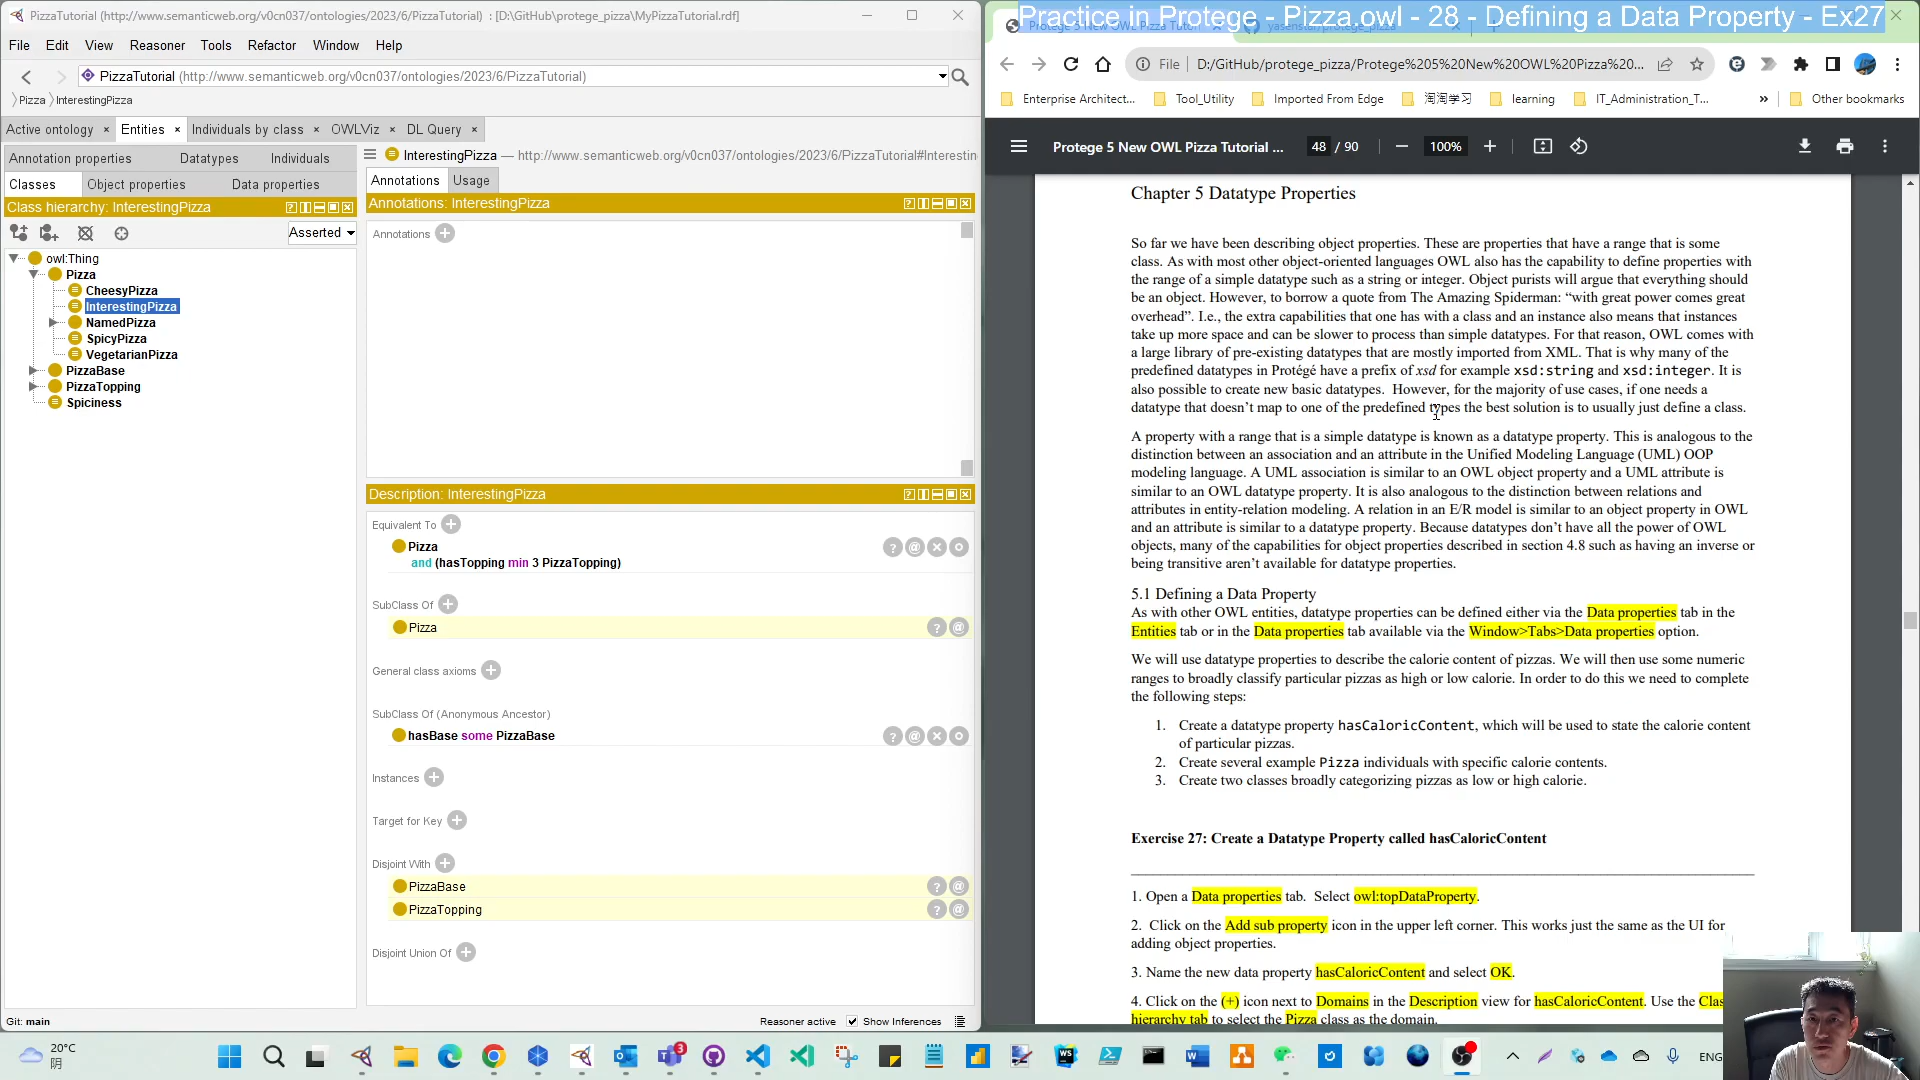 Practice in Protege - Pizza.owl - 28 - Defining a Data Property - Ex27
PizzaTutorial (http://www.semanticweb.org/v0cn037/ontologies/2023/6/PizzaTutorial) : [D:\GitHub\protege_pizza\MyPizzaTutorial.rdf]
File Edit View Reasoner Tools Refactor Window Help
PizzaTutorial (http://www.semanticweb.org/v0cn037/ontologies/2023/6/PizzaTutorial)
Pizza InterestingPizza
Active ontology × Entities × Individuals by class × OWLViz × DL Query ×
Annotation properties Datatypes Individuals
Classes Object properties Data properties
Class hierarchy: InterestingPizza
Asserted
owl:Thing
Pizza
CheesyPizza
InterestingPizza
NamedPizza
SpicyPizza
VegetarianPizza
PizzaBase
PizzaTopping
Spiciness
InterestingPizza — http://www.semanticweb.org/v0cn037/ontologies/2023/6/PizzaTutorial#Interestin
Annotations Usage
Annotations: InterestingPizza
Annotations
Description: InterestingPizza
Equivalent To
Pizza
and (hasTopping min 3 PizzaTopping)
SubClass Of
Pizza
General class axioms
SubClass Of (Anonymous Ancestor)
hasBase some PizzaBase
Instances
Target for Key
Disjoint With
PizzaBase
PizzaTopping
Disjoint Union Of
Git: main
Reasoner active Show Inferences
File D:/GitHub/protege_pizza/Protege%205%20New%20OWL%20Pizza%20...
Enterprise Architect... Tool_Utility Imported From Edge 淘淘学习 learning IT_Administration_T... » Other bookmarks
Protege 5 New OWL Pizza Tutorial ... 48 / 90 100%
Chapter 5 Datatype Properties
So far we have been describing object properties. These are properties that have a range that is some
class. As with most other object-oriented languages OWL also has the capability to define properties with
the range of a simple datatype such as a string or integer. Object purists will argue that everything should
be an object. However, to borrow a quote from The Amazing Spiderman: “with great power comes great
overhead”. I.e., the extra capabilities that one has with a class and an instance also means that instances
take up more space and can be slower to process than simple datatypes. For that reason, OWL comes with
a large library of pre-existing datatypes that are mostly imported from XML. That is why many of the
predefined datatypes in Protégé have a prefix of xsd for example xsd:string and xsd:integer. It is
also possible to create new basic datatypes. However, for the majority of use cases, if one needs a
datatype that doesn’t map to one of the predefined types the best solution is to usually just define a class.
A property with a range that is a simple datatype is known as a datatype property. This is analogous to the
distinction between an association and an attribute in the Unified Modeling Language (UML) OOP
modeling language. A UML association is similar to an OWL object property and a UML attribute is
similar to an OWL datatype property. It is also analogous to the distinction between relations and
attributes in entity-relation modeling. A relation in an E/R model is similar to an object property in OWL
and an attribute is similar to a datatype property. Because datatypes don’t have all the power of OWL
objects, many of the capabilities for object properties described in section 4.8 such as having an inverse or
being transitive aren’t available for datatype properties.
5.1 Defining a Data Property
As with other OWL entities, datatype properties can be defined either via the Data properties tab in the
Entities tab or in the Data properties tab available via the Window>Tabs>Data properties option.
We will use datatype properties to describe the calorie content of pizzas. We will then use some numeric
ranges to broadly classify particular pizzas as high or low calorie. In order to do this we need to complete
the following steps:
1. Create a datatype property hasCaloricContent, which will be used to state the calorie content
of particular pizzas.
2. Create several example Pizza individuals with specific calorie contents.
3. Create two classes broadly categorizing pizzas as low or high calorie.
Exercise 27: Create a Datatype Property called hasCaloricContent
1. Open a Data properties tab. Select owl:topDataProperty.
2. Click on the Add sub property icon in the upper left corner. This works just the same as the UI for
adding object properties.
3. Name the new data property hasCaloricContent and select OK.
4. Click on the (+) icon next to Domains in the Description view for hasCaloricContent. Use the Clas
hierarchy tab to select the Pizza class as the domain.
20°C
阴
3
ENG